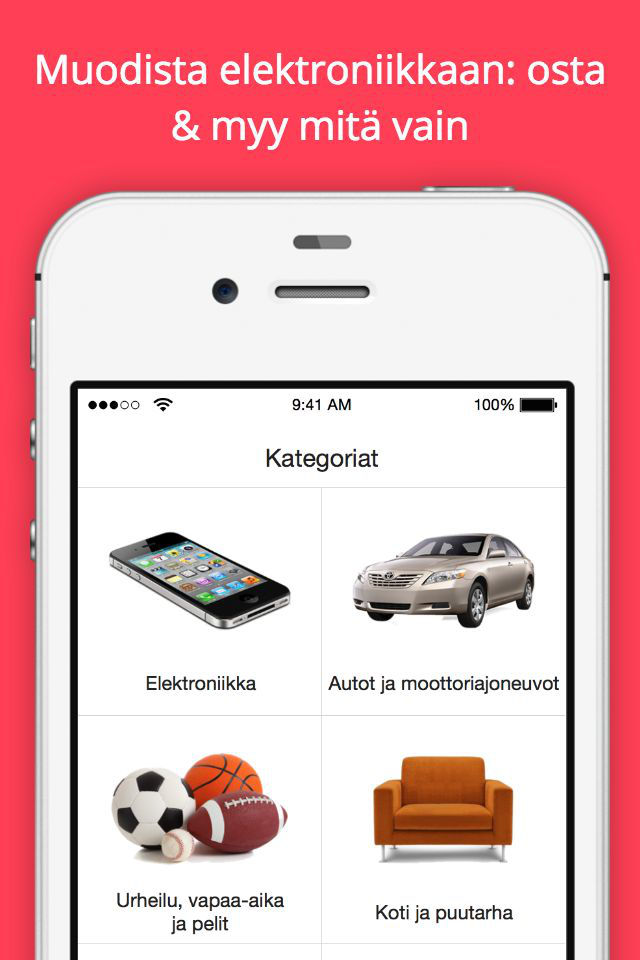 Muodista elektroniikkaan: osta
& myy mitä vain
9:41 AM
100%
Kategoriat
Elektroniikka
Autot ja moottoriajoneuvot
Urheilu, vapaa-aika
ja pelit
Koti ja puutarha